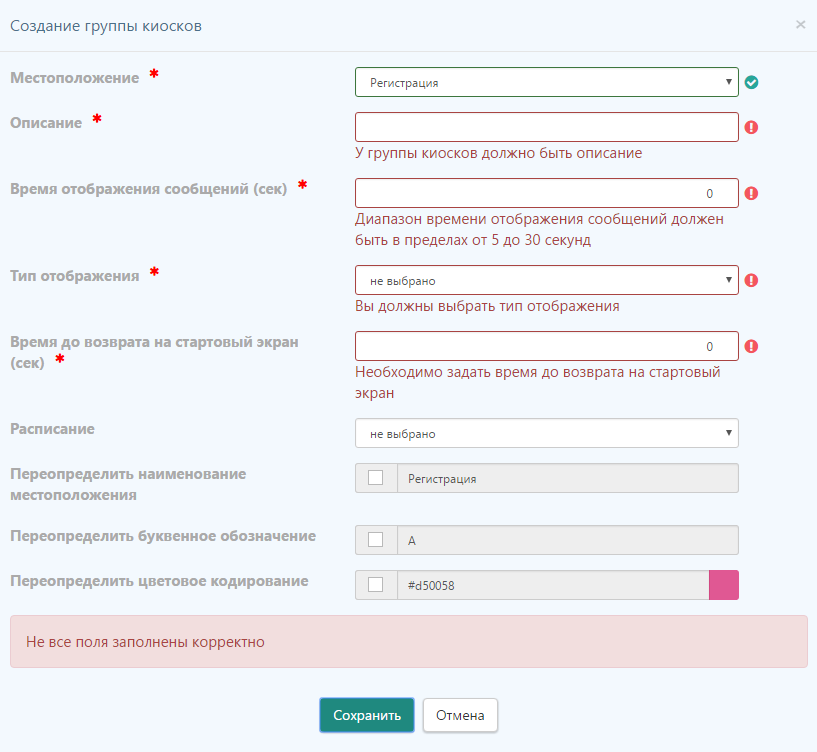 Создание группы киосков ×
Местоположение *
Регистрация
Описание *
У группы киосков должно быть описание
Время отображения сообщений (сек) *
0
Диапазон времени отображения сообщений должен
быть в пределах от 5 до 30 секунд
Тип отображения *
не выбрано
Вы должны выбрать тип отображения
Время до возврата на стартовый экран
(сек) *
0
Необходимо задать время до возврата на стартовый
экран
Расписание
не выбрано
Переопределить наименование
местоположения
Регистрация
Переопределить буквенное обозначение
А
Переопределить цветовое кодирование
#d50058
Не все поля заполнены корректно
Сохранить
Отмена